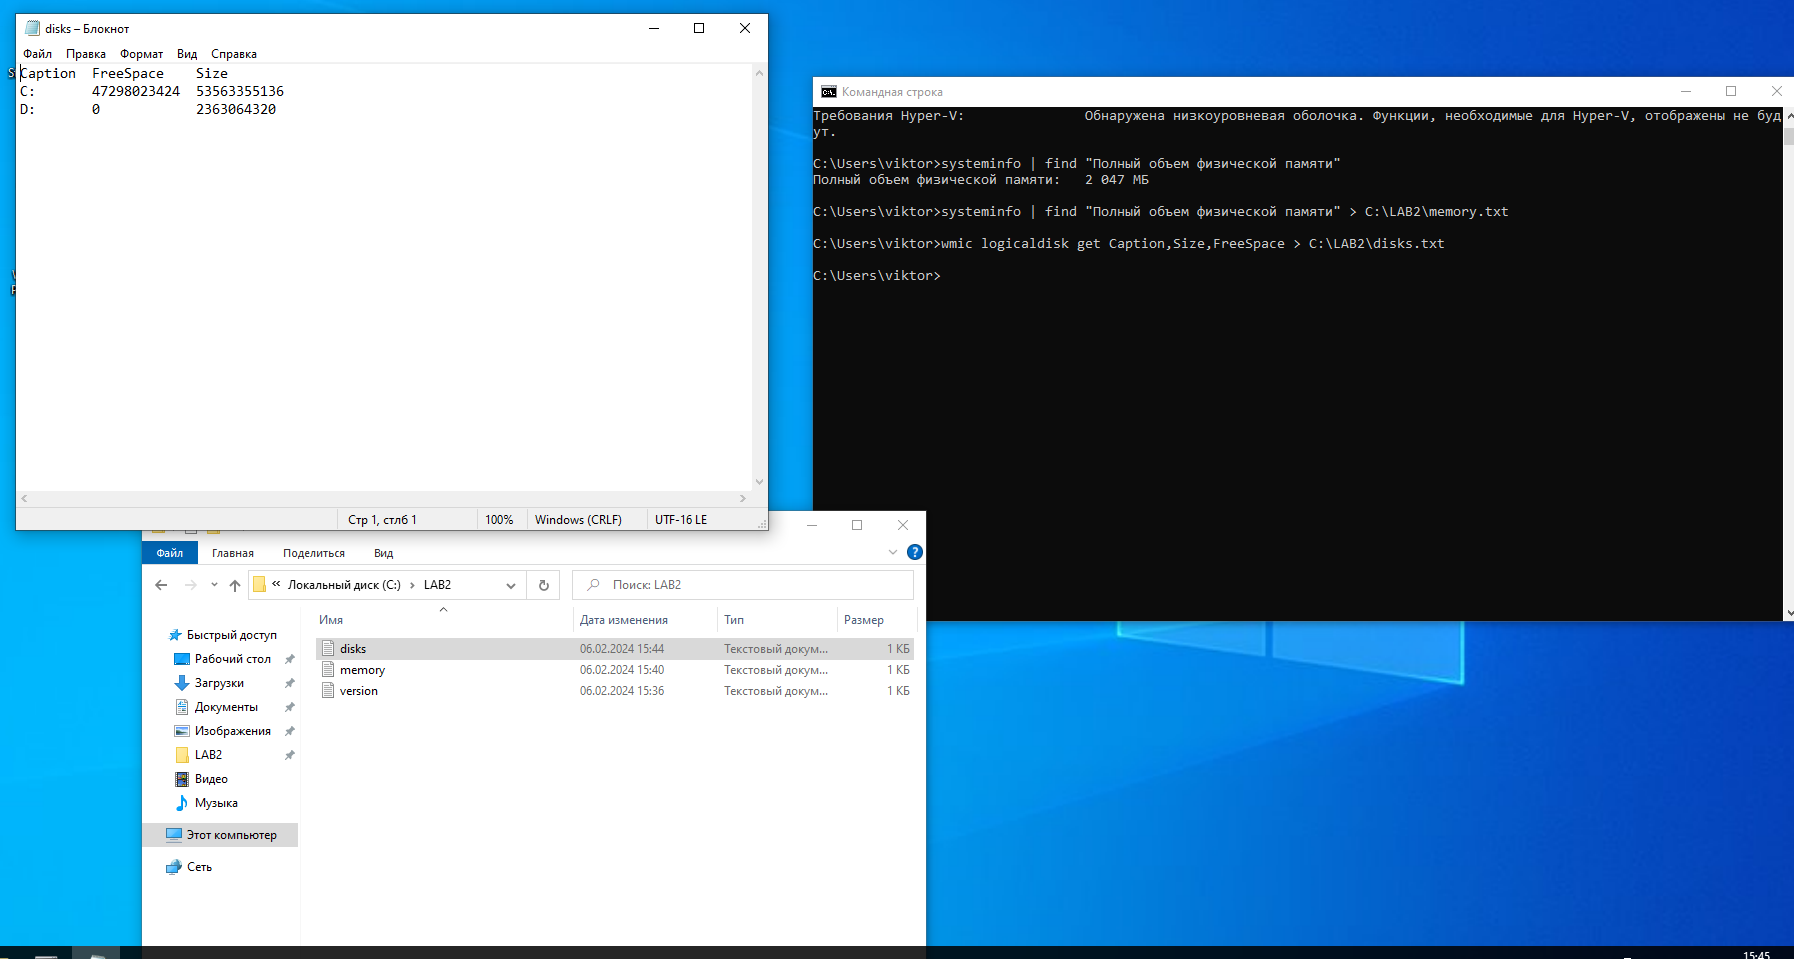 disks – Блокнот
Файл Правка Формат Вид Справка
Caption FreeSpace Size
C: 47298023424 53563355136
D: 0 2363064320
Стр 1, стлб 1 100% Windows (CRLF) UTF-16 LE
Командная строка
Требования Hyper-V: Обнаружена низкоуровневая оболочка. Функции, необходимые для Hyper-V, отображены не буд
ут.
C:\Users\viktor>systeminfo | find "Полный объем физической памяти"
Полный объем физической памяти: 2 047 МБ
C:\Users\viktor>systeminfo | find "Полный объем физической памяти" > C:\LAB2\memory.txt
C:\Users\viktor>wmic logicaldisk get Caption,Size,FreeSpace > C:\LAB2\disks.txt
C:\Users\viktor>
Файл Главная Поделиться Вид
« Локальный диск (C:) › LAB2
Поиск: LAB2
Имя Дата изменения Тип Размер
disks 06.02.2024 15:44 Текстовый докум... 1 КБ
memory 06.02.2024 15:40 Текстовый докум... 1 КБ
version 06.02.2024 15:36 Текстовый докум... 1 КБ
Быстрый доступ
Рабочий стол
Загрузки
Документы
Изображения
LAB2
Видео
Музыка
Этот компьютер
Сеть
15:45